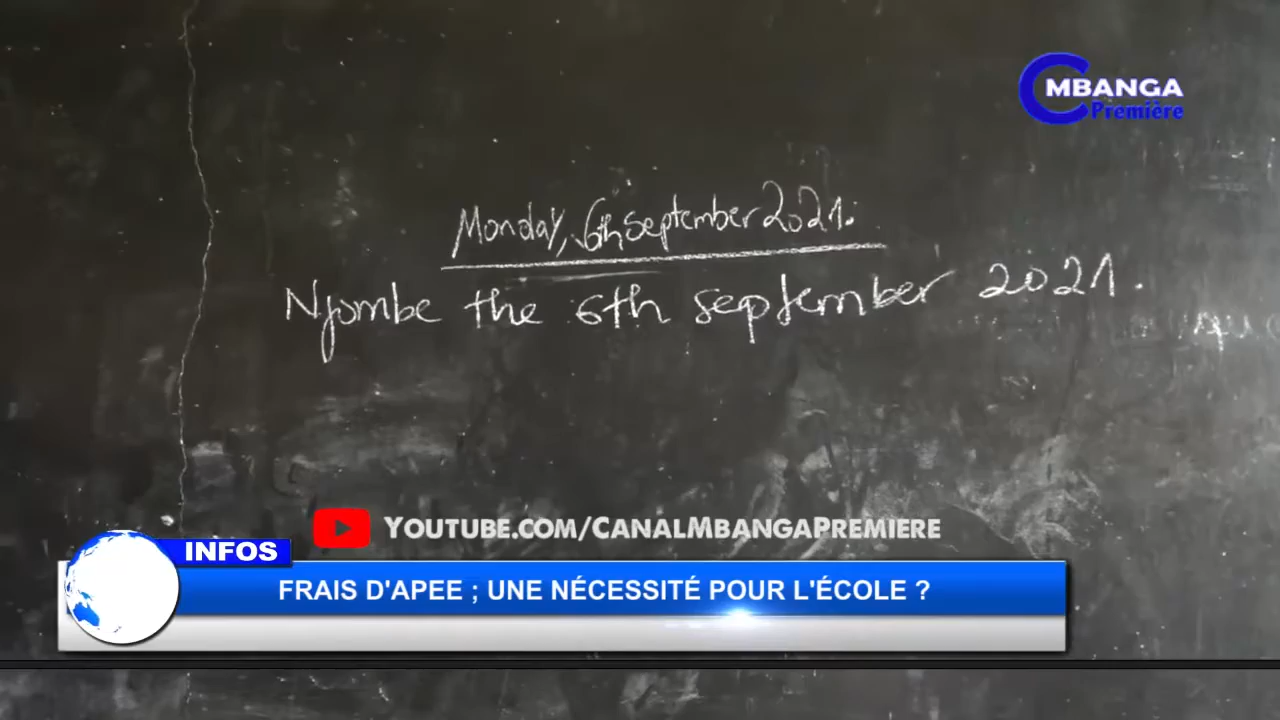 MBANGA
Première
Monday, 6th september 2021.
Njombe the 6th september 2021.
YOUTUBE.COM/CANALMBANGAPREMIERE
INFOS
FRAIS D'APEE ; UNE NÉCESSITÉ POUR L'ÉCOLE ?